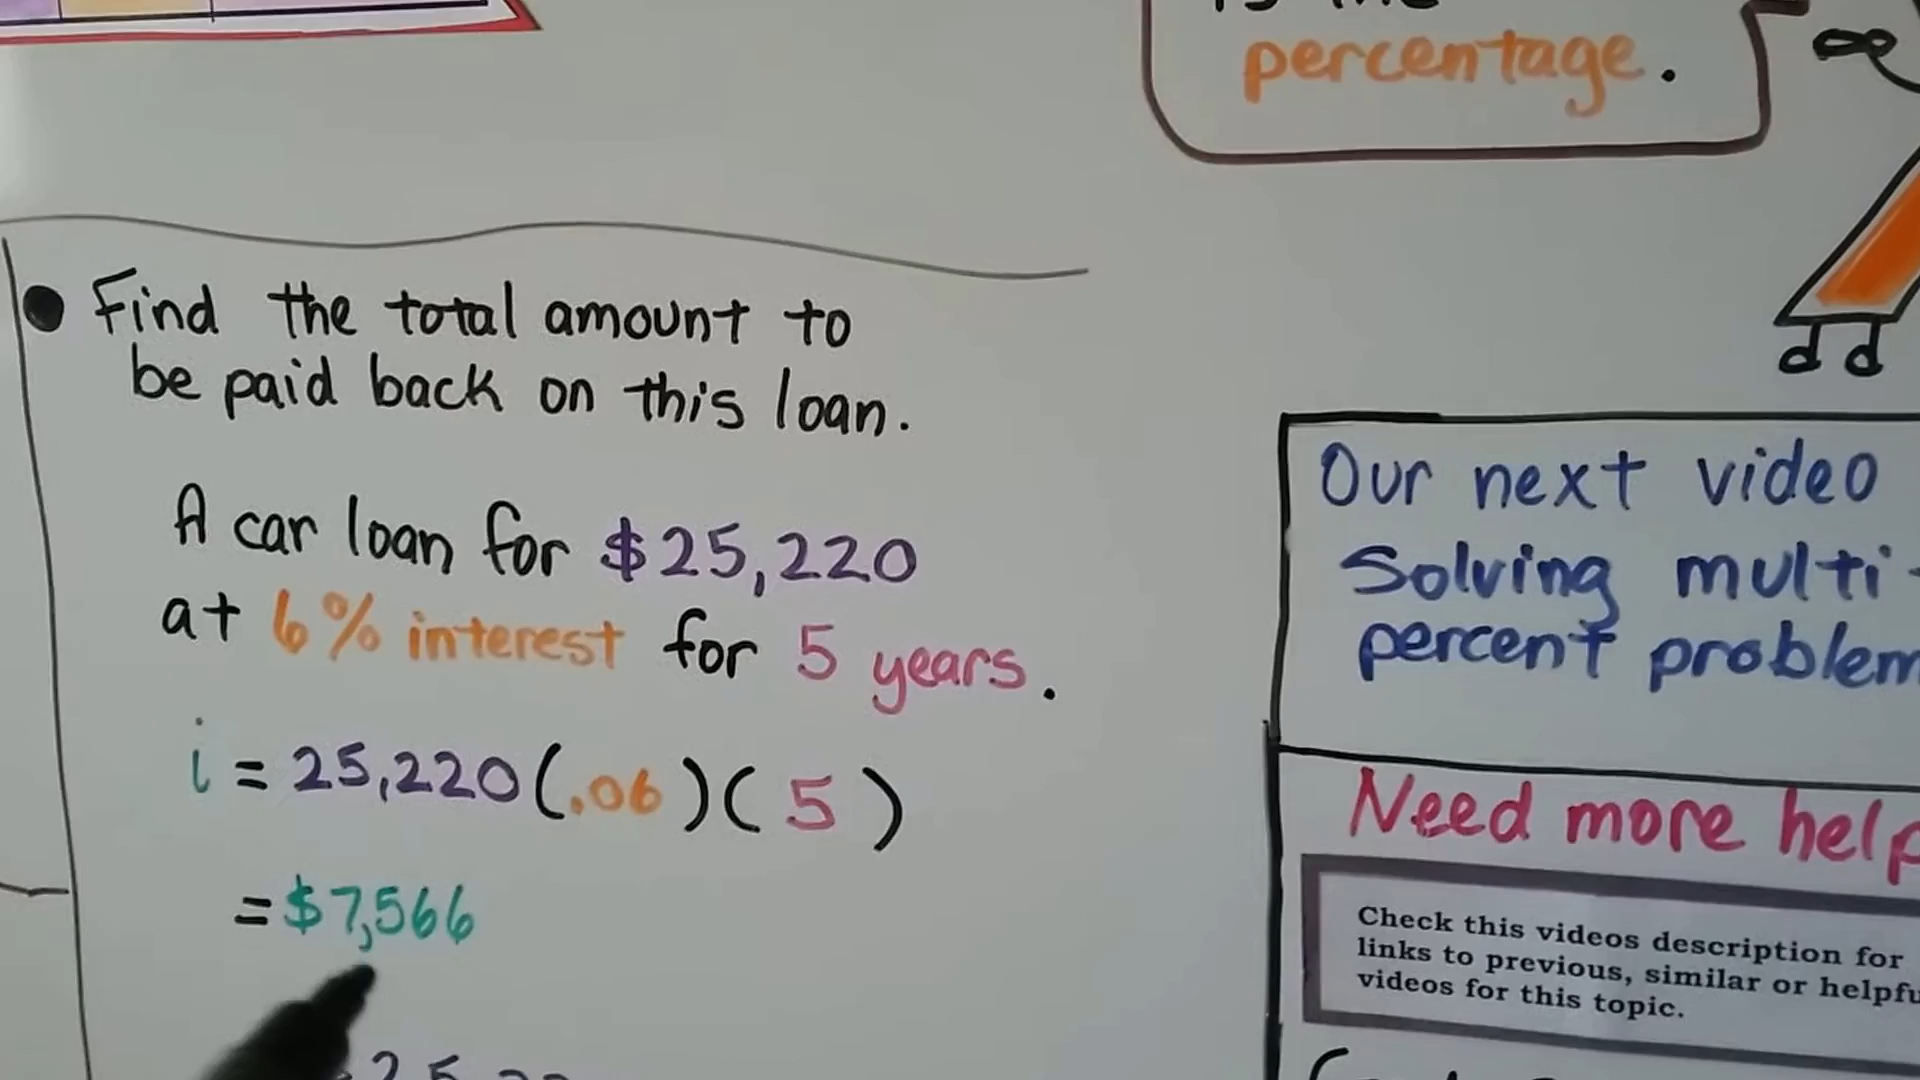 percentage.
Find the total amount to
be paid back on this loan.
A car loan for $25,220
at 6% interest for 5 years.
i = 25,220(.06)(5)
= $7,566
Our next video
Solving multi-
percent problem
Need more help
Check this videos description for
links to previous, similar or helpfu
videos for this topic.